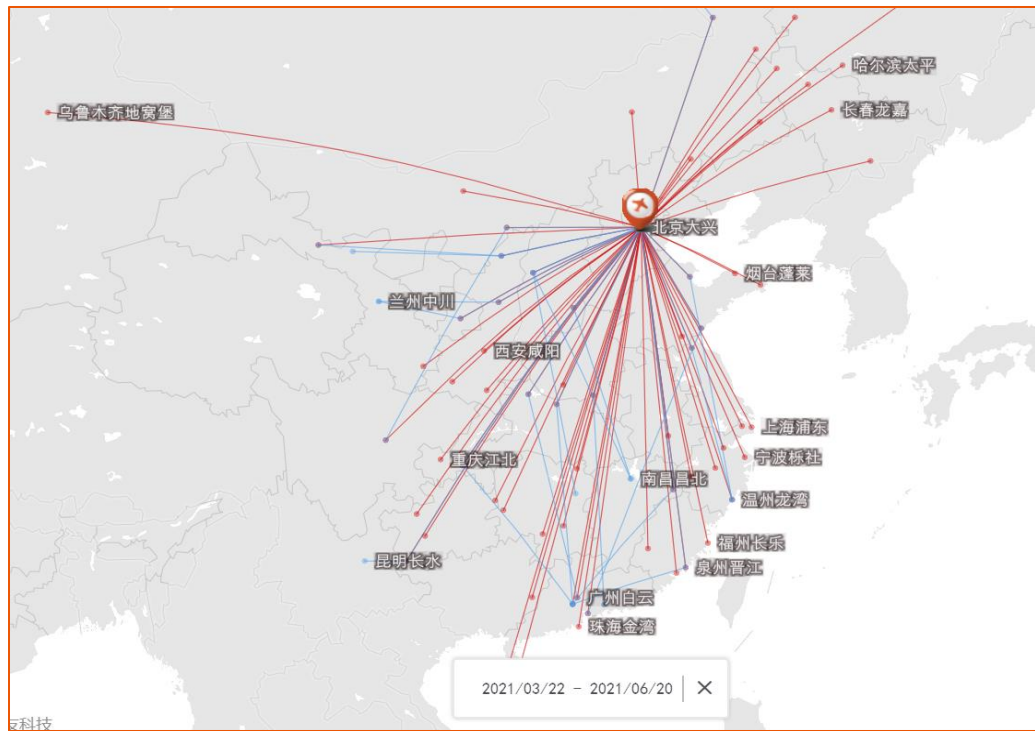 哈尔滨太平
乌鲁木齐地窝堡
长春龙嘉
北京大兴
烟台蓬莱
兰州中川
西安咸阳
上海浦东
重庆江北
宁波栎社
南昌昌北
温州龙湾
福州长乐
昆明长水
泉州晋江
广州白云
珠海金湾
2021/03/22 - 2021/06/20
科技